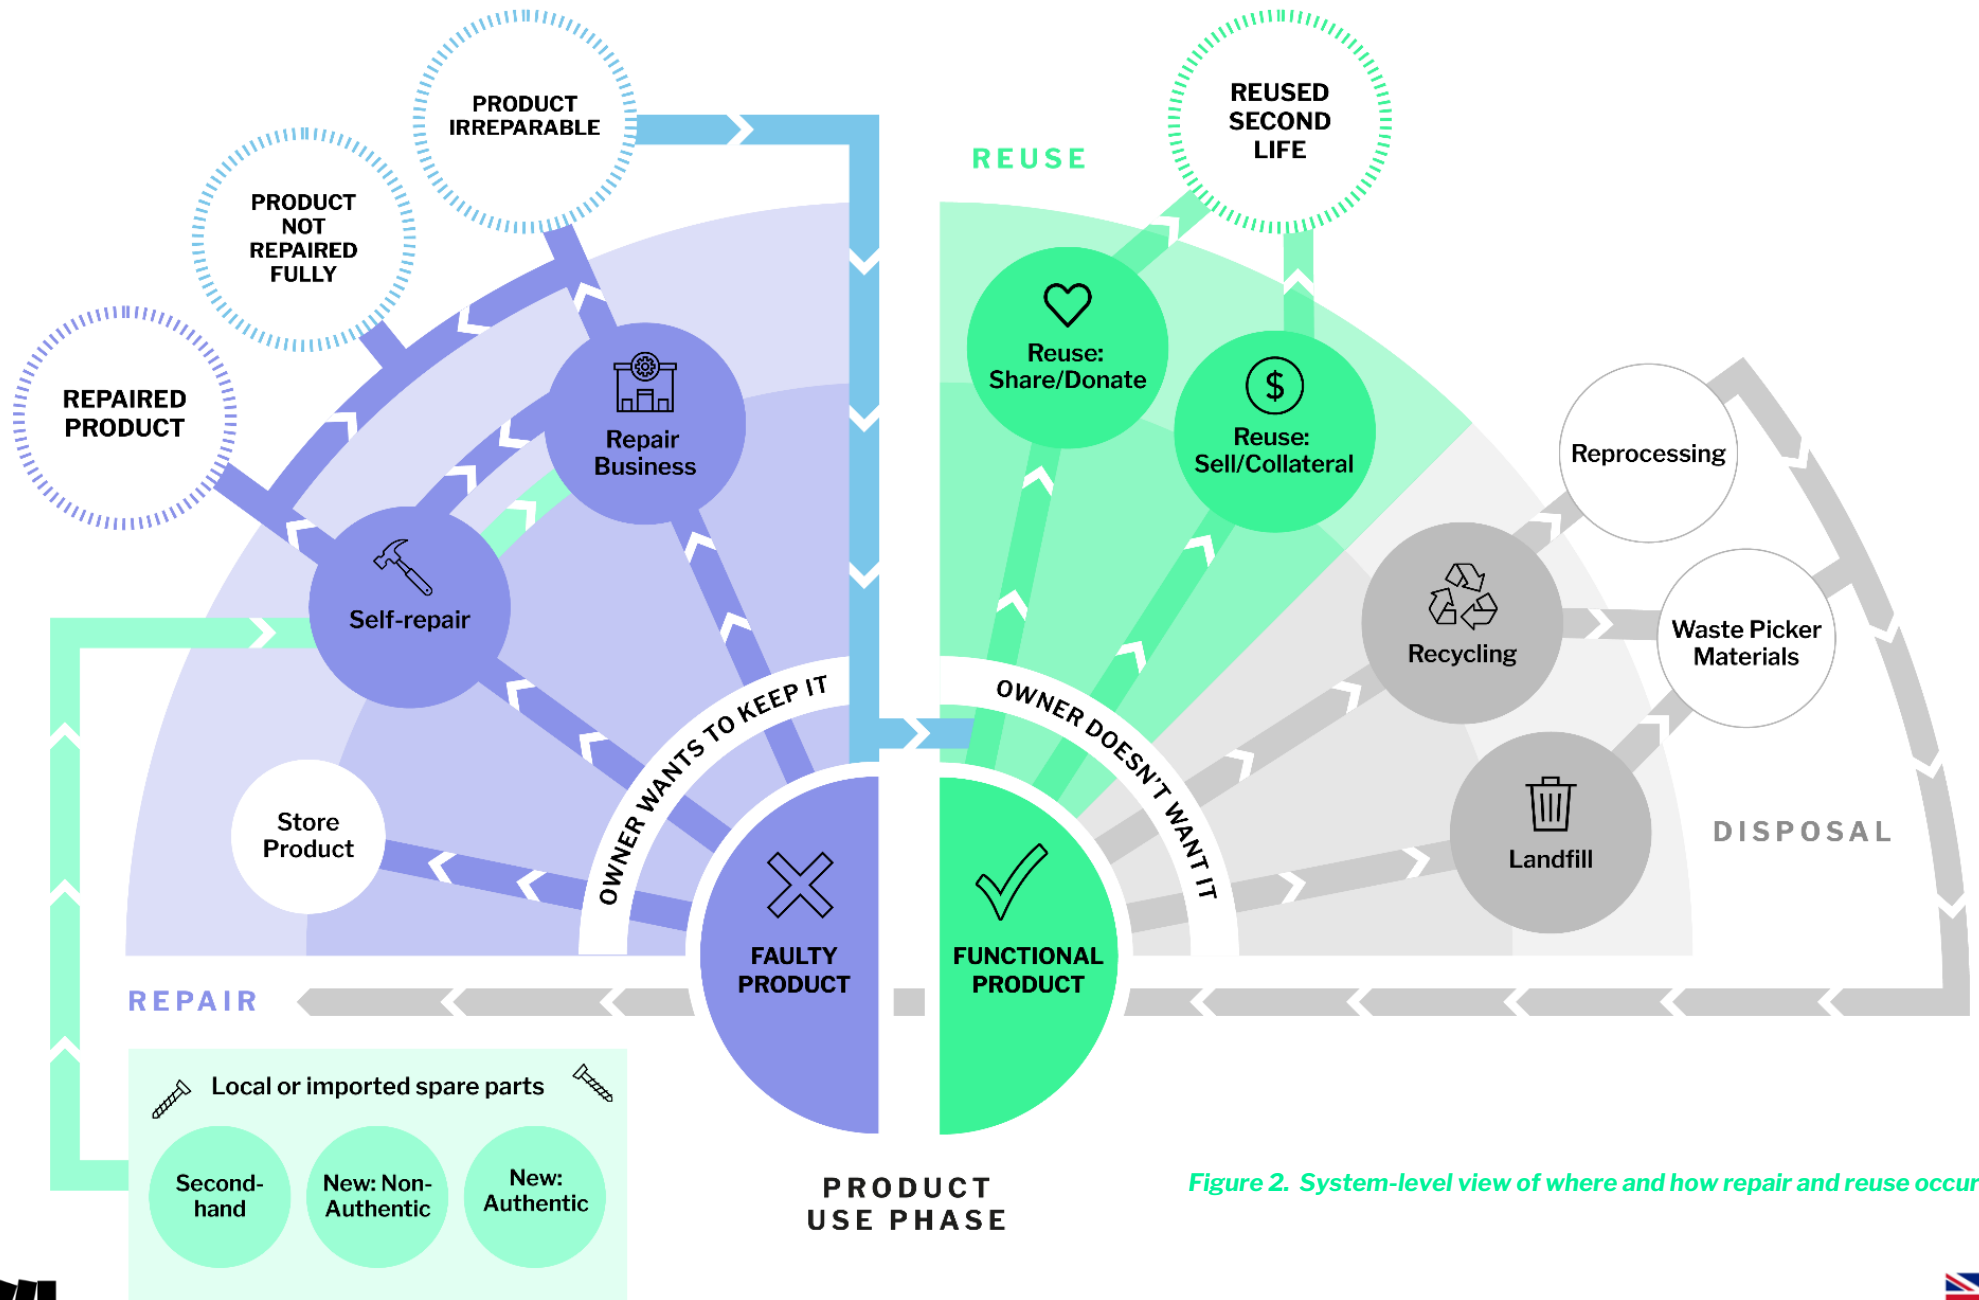 PRODUCT
IRREPARABLE
PRODUCT
NOT
REPAIRED
FULLY
REPAIRED
PRODUCT
REUSE
REUSED
SECOND
LIFE
Reuse:
Share/Donate
$
Reuse:
Sell/Collateral
Repair
Business
Self-repair
Store
Product
OWNER WANTS TO KEEP IT
OWNER DOESN'T WANT IT
Reprocessing
Recycling
Waste Picker
Materials
Landfill
DISPOSAL
FAULTY
PRODUCT
FUNCTIONAL
PRODUCT
REPAIR
Local or imported spare parts
Second-
hand
New: Non-
Authentic
New:
Authentic
PRODUCT
USE PHASE
Figure 2. System-level view of where and how repair and reuse occur